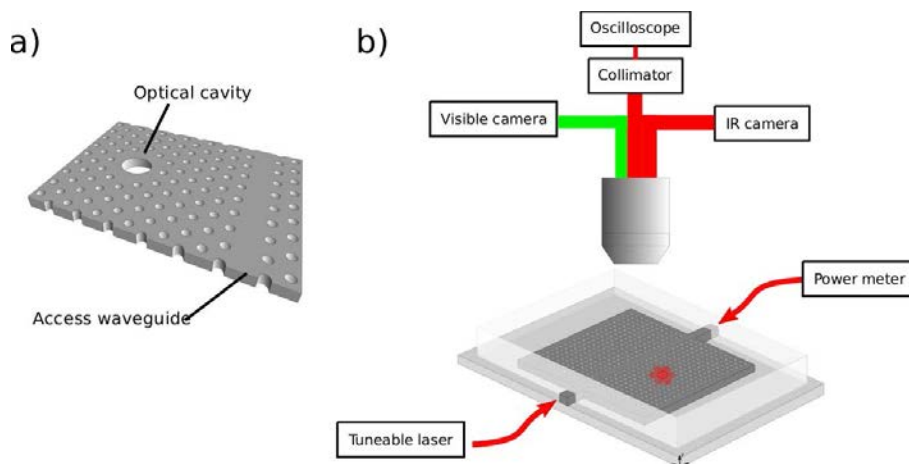 a)
Optical cavity
Access waveguide
b)
Oscilloscope
Collimator
Visible camera
IR camera
Power meter
Tuneable laser